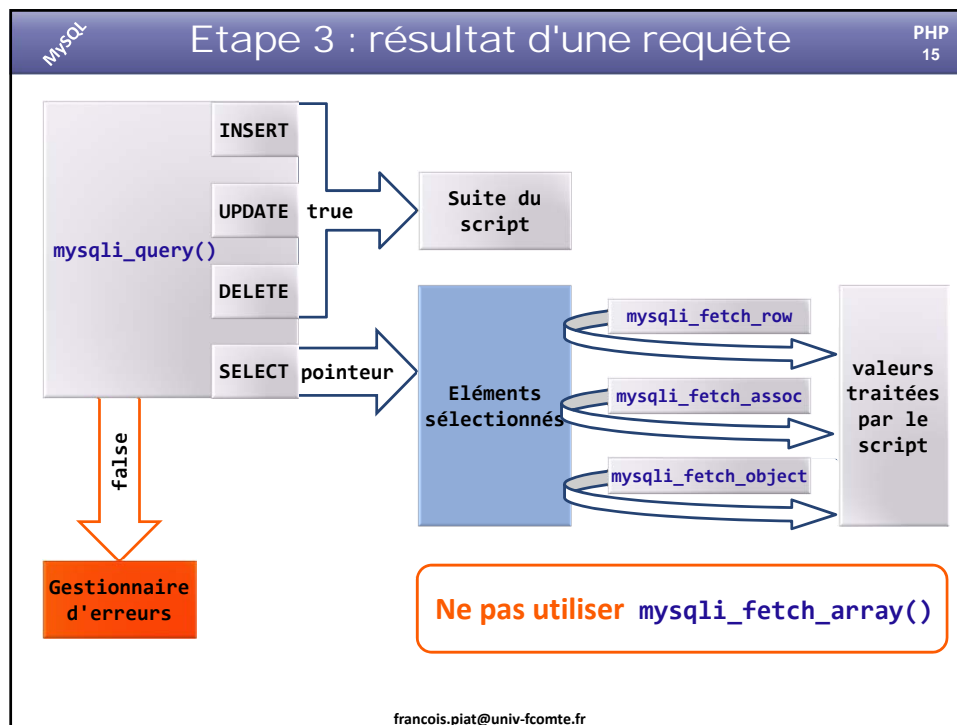 MySQL
Etape 3 : résultat d'une requête
PHP
15
mysqli_query()
INSERT
UPDATE
DELETE
SELECT
true
Suite du
script
pointeur
Eléments
sélectionnés
mysqli_fetch_row
mysqli_fetch_assoc
mysqli_fetch_object
valeurs
traitées
par le
script
false
Gestionnaire
d'erreurs
Ne pas utiliser mysqli_fetch_array()
francois.piat@univ-fcomte.fr